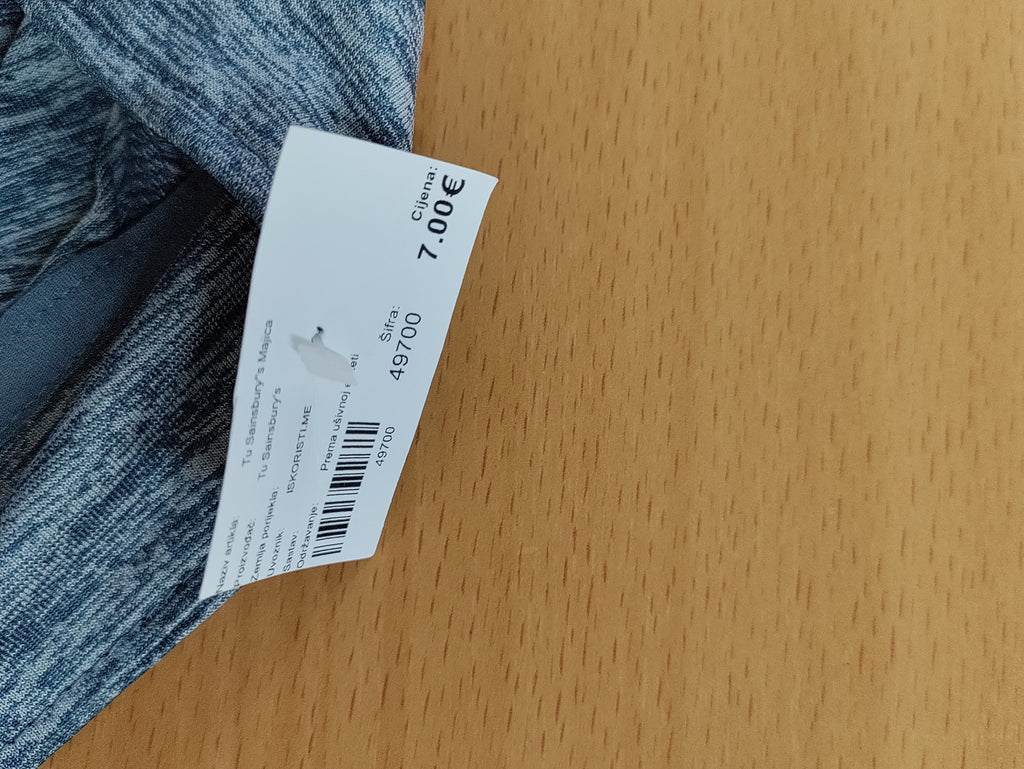 Naziv artikla: Tu Sainsbury"s Majica
Proizvođač: Tu Sainsbury's
Zemlja porijekla:
Uvoznik: ISKORISTI.ME
Sastav:
Održavanje: Prema ušivnoj
49700
Šifra:
49700
Cijena:
7.00€